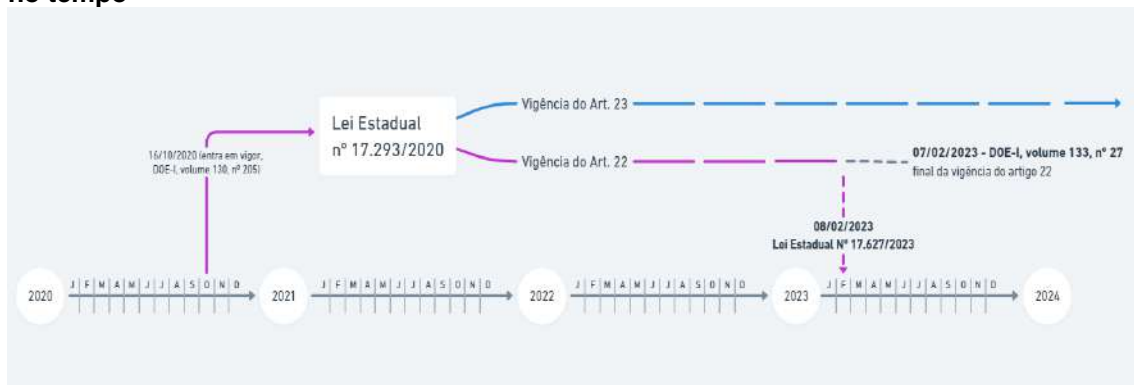 no tempo
Vigência do Art. 23
Lei Estadual
nº 17.293/2020
16/10/2020 (entra em vigor,
DOE-I, volume 130, nº 205)
Vigência do Art. 22
07/02/2023 - DOE-I, volume 133, nº 27
final da vigência do artigo 22
08/02/2023
Lei Estadual Nº 17.627/2023
2020 J F M A M J J A S O N D 2021 J F M A M J J A S O N D 2022 J F M A M J J A S O N D 2023 J F M A M J J A S O N D 2024